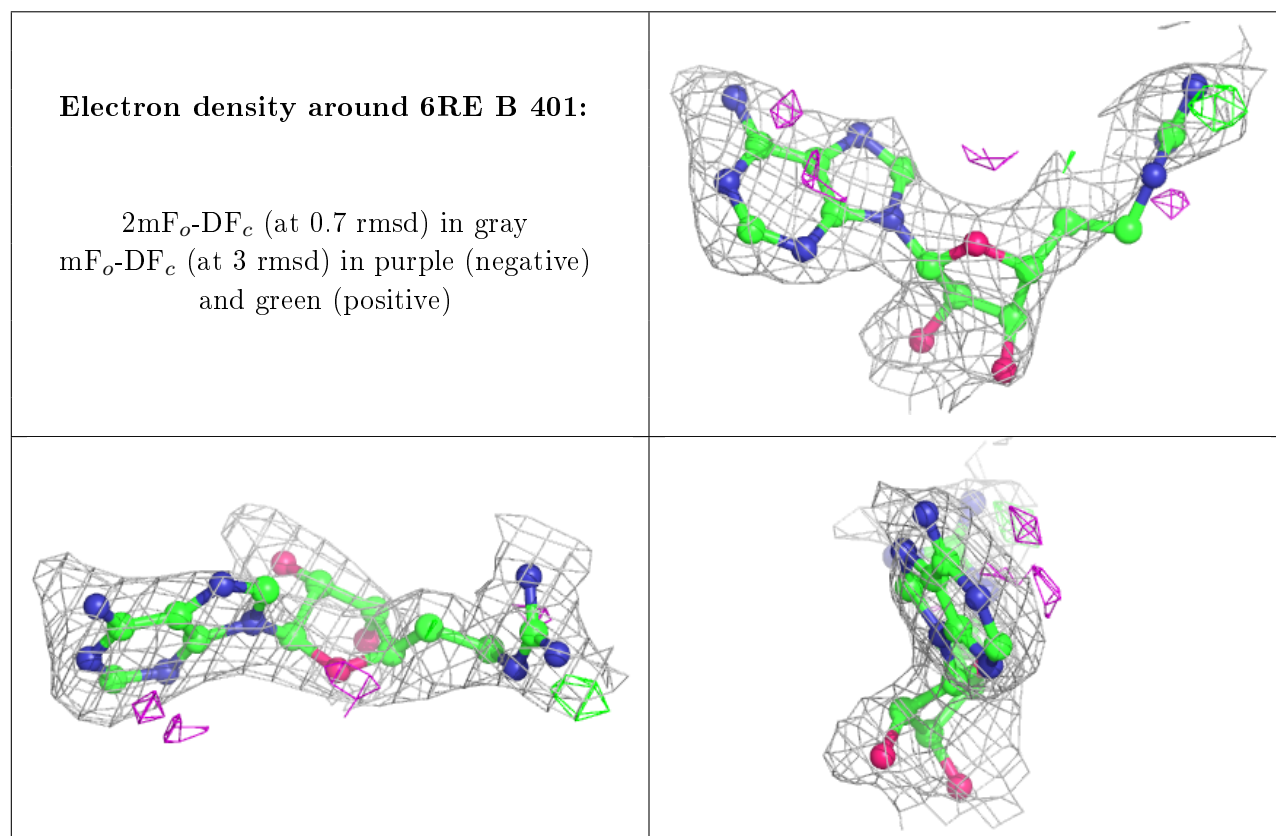 Electron density around 6RE B 401:
2mFo-DFc (at 0.7 rmsd) in gray
mFo-DFc (at 3 rmsd) in purple (negative)
and green (positive)